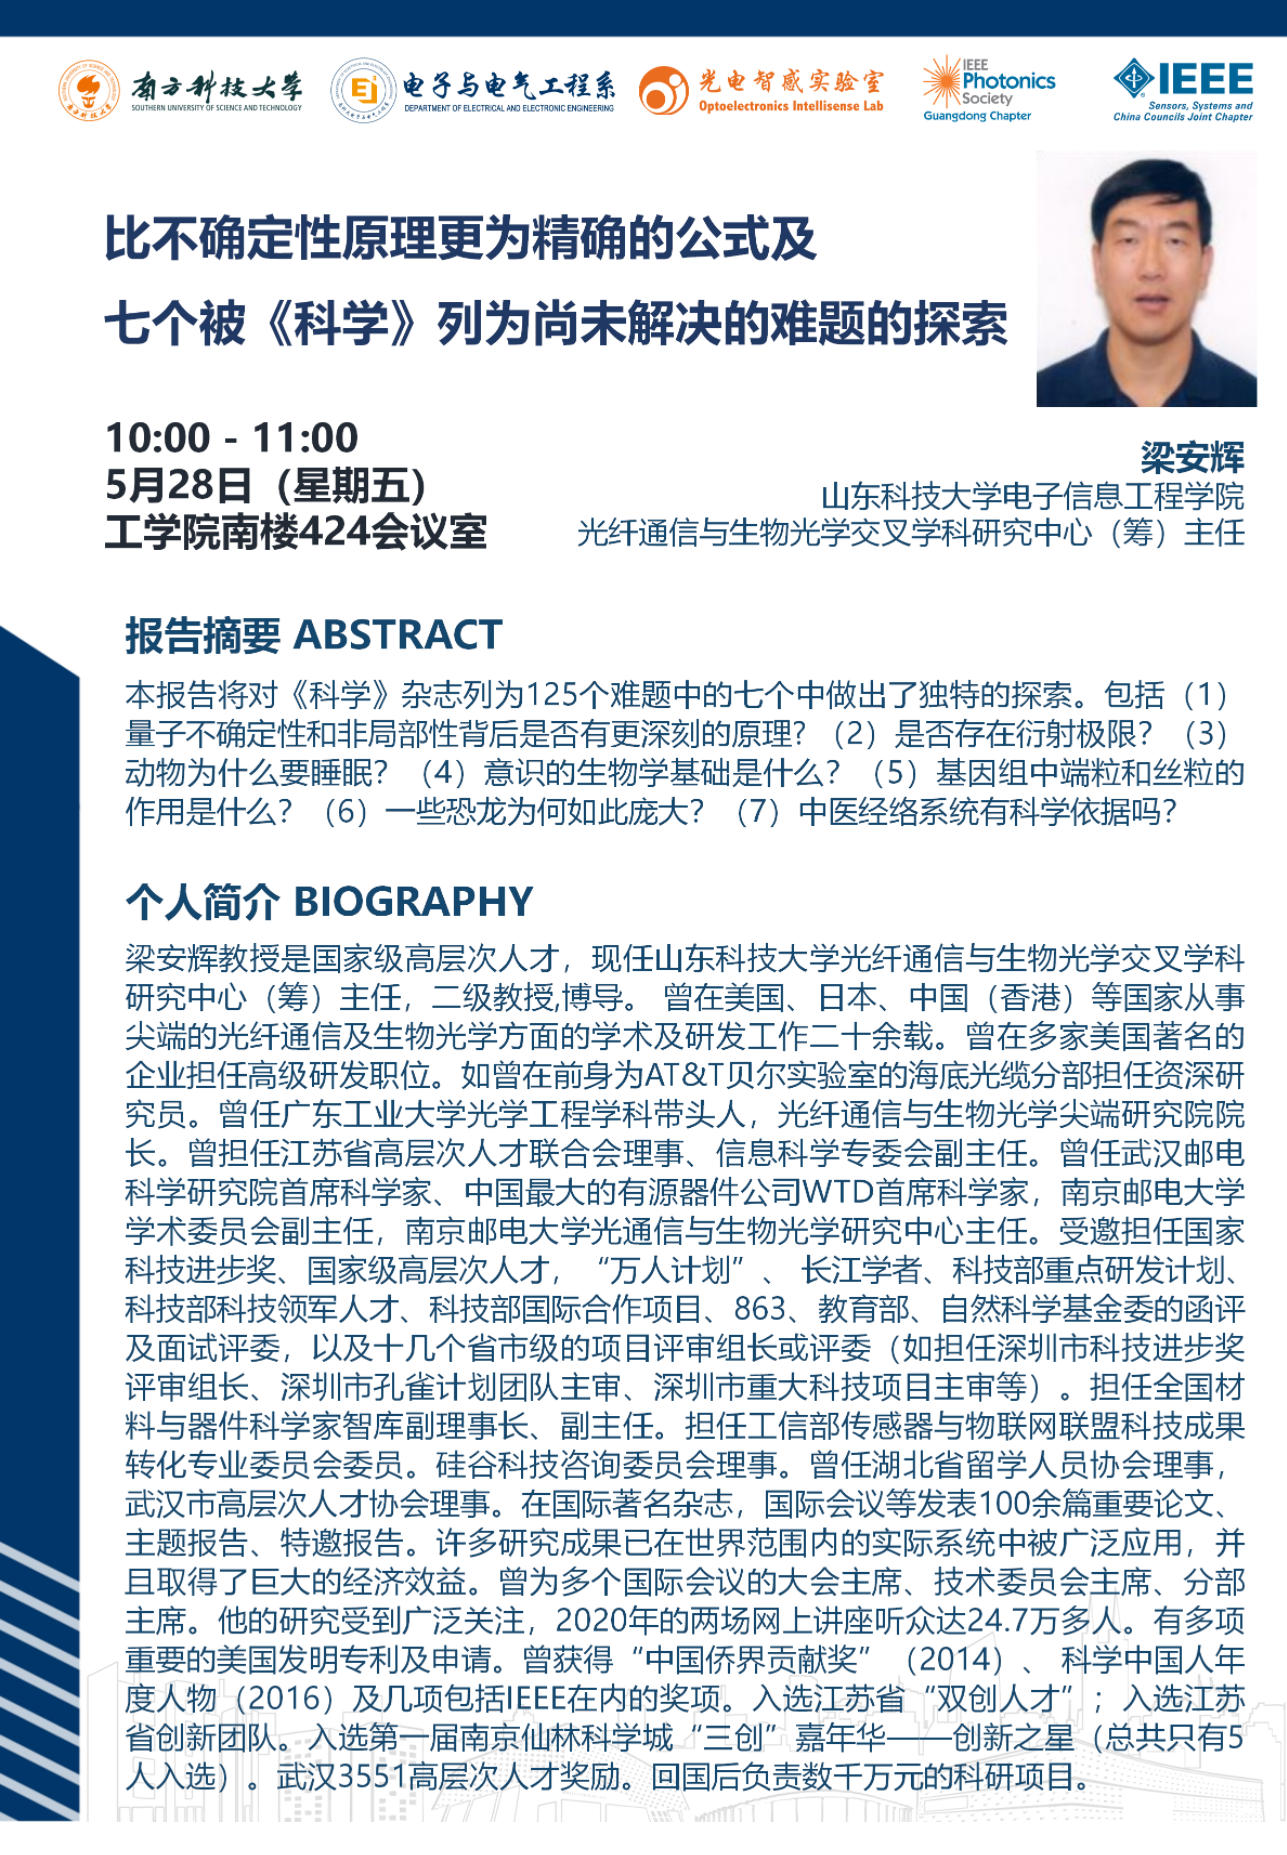 南方科技大学
SOUTHERN UNIVERSITY OF SCIENCE AND TECHNOLOGY
电子与电气工程系
DEPARTMENT OF ELECTRICAL AND ELECTRONIC ENGINEERING
光电智感实验室
Optoelectronics Intellisense Lab
IEEE
Photonics
Society
Guangdong Chapter
IEEE
Sensors, Systems and
China Councils Joint Chapter
比不确定性原理更为精确的公式及
七个被《科学》列为尚未解决的难题的探索
10:00 - 11:00
5月28日（星期五）
工学院南楼424会议室
梁安辉
山东科技大学电子信息工程学院
光纤通信与生物光学交叉学科研究中心（筹）主任
报告摘要 ABSTRACT
本报告将对《科学》杂志列为125个难题中的七个中做出了独特的探索。包括（1）
量子不确定性和非局部性背后是否有更深刻的原理？（2）是否存在衍射极限？（3）
动物为什么要睡眠？（4）意识的生物学基础是什么？（5）基因组中端粒和丝粒的
作用是什么？（6）一些恐龙为何如此庞大？（7）中医经络系统有科学依据吗？
个人简介 BIOGRAPHY
梁安辉教授是国家级高层次人才，现任山东科技大学光纤通信与生物光学交叉学科
研究中心（筹）主任，二级教授,博导。 曾在美国、日本、中国（香港）等国家从事
尖端的光纤通信及生物光学方面的学术及研发工作二十余载。曾在多家美国著名的
企业担任高级研发职位。如曾在前身为AT&T贝尔实验室的海底光缆分部担任资深研
究员。曾任广东工业大学光学工程学科带头人，光纤通信与生物光学尖端研究院院
长。曾担任江苏省高层次人才联合会理事、信息科学专委会副主任。曾任武汉邮电
科学研究院首席科学家、中国最大的有源器件公司WTD首席科学家，南京邮电大学
学术委员会副主任，南京邮电大学光通信与生物光学研究中心主任。受邀担任国家
科技进步奖、国家级高层次人才，“万人计划”、 长江学者、科技部重点研发计划、
科技部科技领军人才、科技部国际合作项目、863、教育部、自然科学基金委的函评
及面试评委，以及十几个省市级的项目评审组长或评委（如担任深圳市科技进步奖
评审组长、深圳市孔雀计划团队主审、深圳市重大科技项目主审等）。担任全国材
料与器件科学家智库副理事长、副主任。担任工信部传感器与物联网联盟科技成果
转化专业委员会委员。硅谷科技咨询委员会理事。曾任湖北省留学人员协会理事，
武汉市高层次人才协会理事。在国际著名杂志，国际会议等发表100余篇重要论文、
主题报告、特邀报告。许多研究成果已在世界范围内的实际系统中被广泛应用，并
且取得了巨大的经济效益。曾为多个国际会议的大会主席、技术委员会主席、分部
主席。他的研究受到广泛关注，2020年的两场网上讲座听众达24.7万多人。有多项
重要的美国发明专利及申请。曾获得“中国侨界贡献奖”（2014）、 科学中国人年
度人物（2016）及几项包括IEEE在内的奖项。入选江苏省“双创人才”；入选江苏
省创新团队。入选第一届南京仙林科学城“三创”嘉年华——创新之星（总共只有5
人入选）。武汉3551高层次人才奖励。回国后负责数千万元的科研项目。